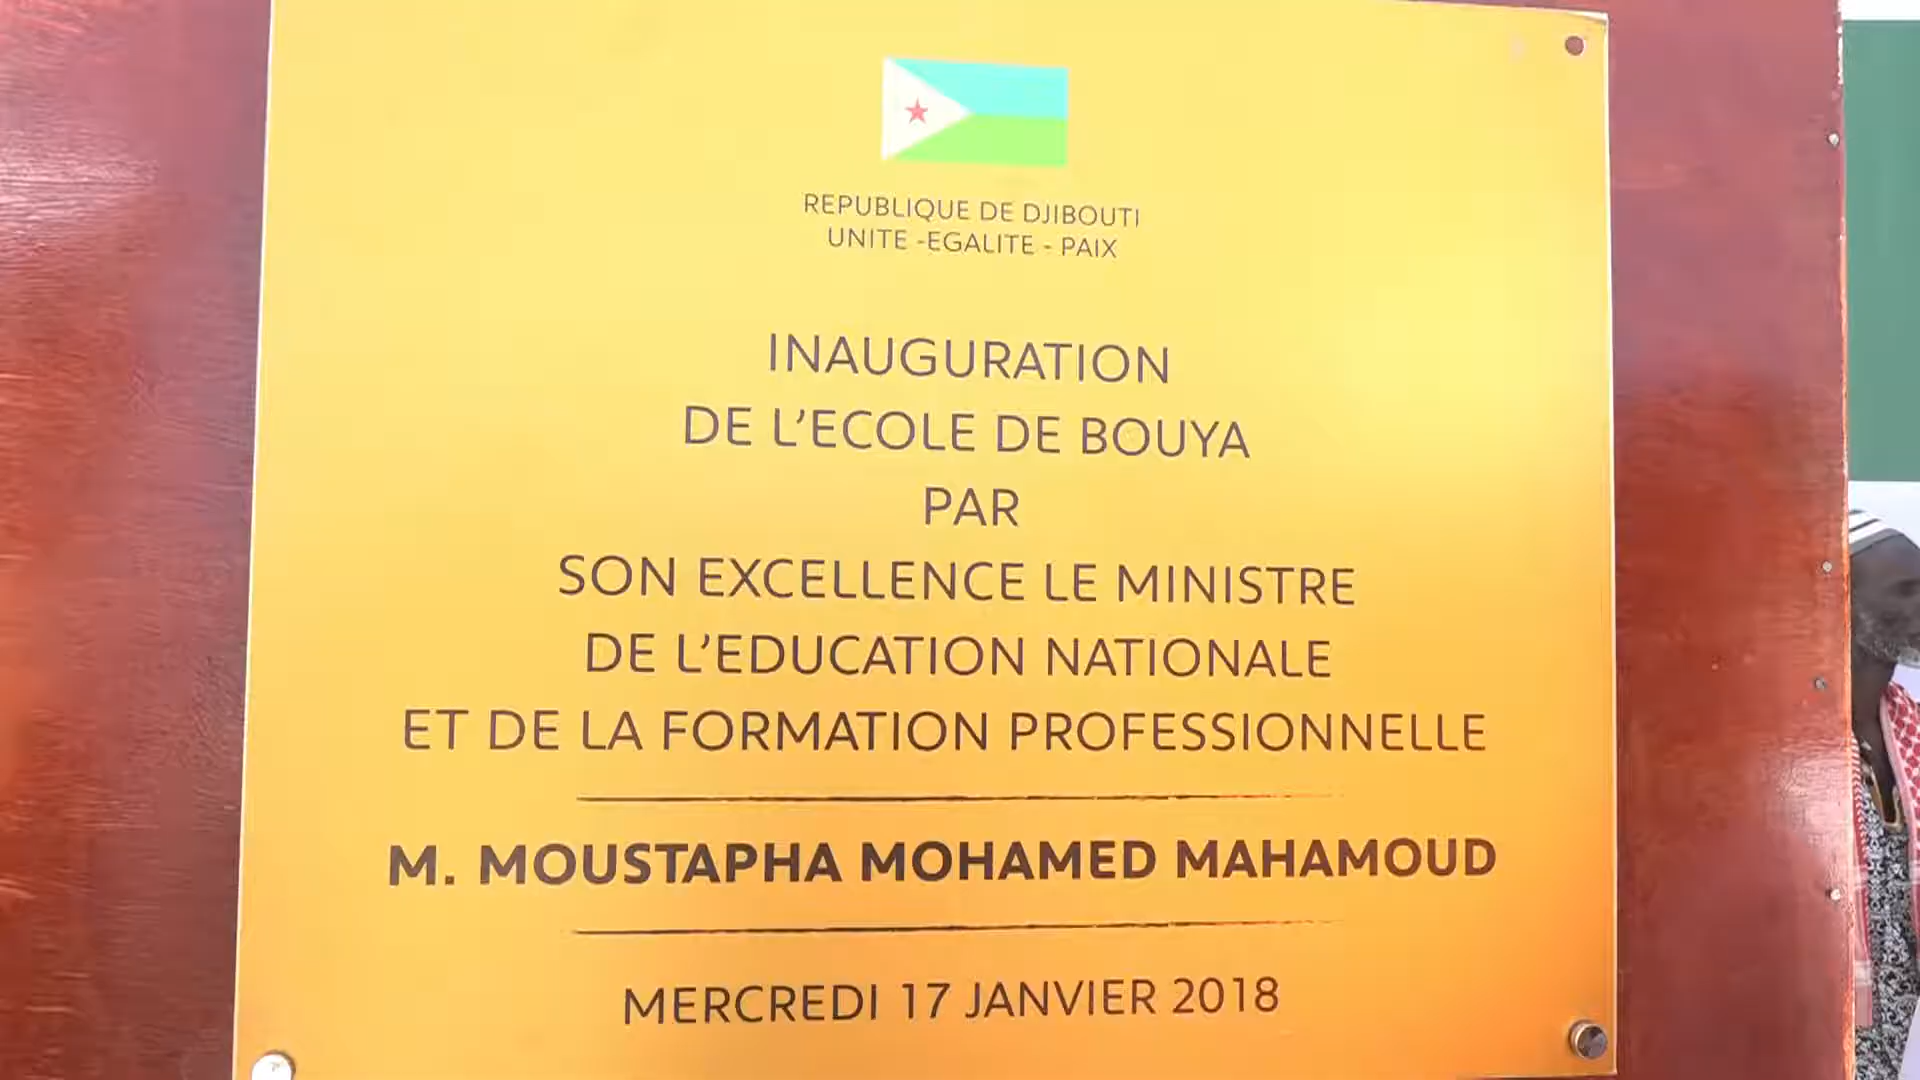 REPUBLIQUE DE DJIBOUTI
UNITE -EGALITE - PAIX
INAUGURATION
DE L'ECOLE DE BOUYA
PAR
SON EXCELLENCE LE MINISTRE
DE L'EDUCATION NATIONALE
ET DE LA FORMATION PROFESSIONNELLE
M. MOUSTAPHA MOHAMED MAHAMOUD
MERCREDI 17 JANVIER 2018